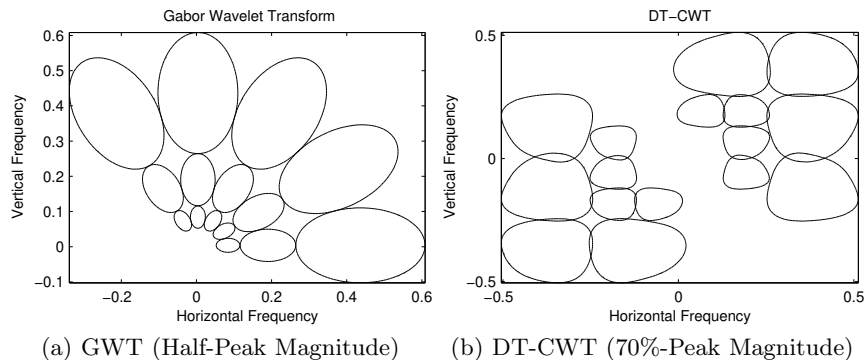 Gabor Wavelet Transform
0.6
0.5
0.4
0.3
0.2
0.1
0
−0.1
−0.2 0 0.2 0.4 0.6
Vertical Frequency
Horizontal Frequency
(a) GWT (Half-Peak Magnitude)
DT−CWT
0.5
0
−0.5
−0.5 0 0.5
Vertical Frequency
Horizontal Frequency
(b) DT-CWT (70%-Peak Magnitude)